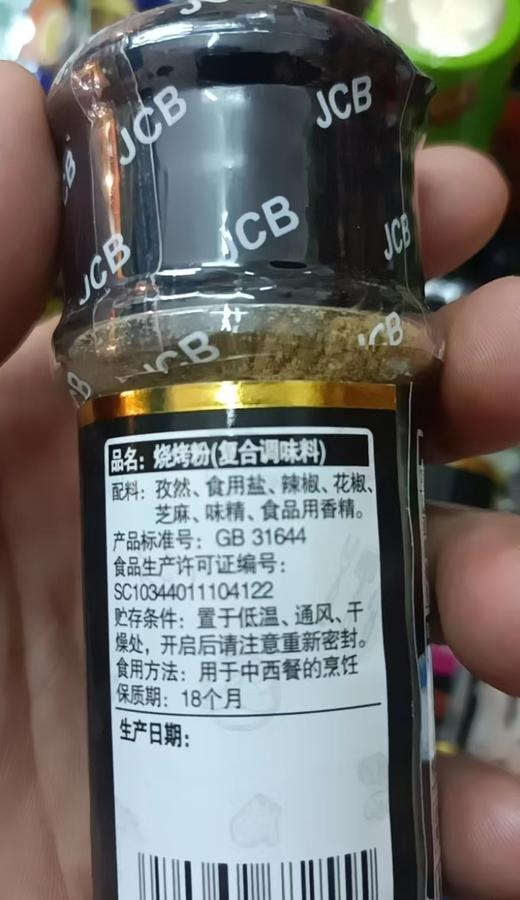 JCB
JCB
JCB
JCB
JCB
JCB
JCB
品名：烧烤粉(复合调味料)
配料：孜然、食用盐、辣椒、花椒、
芝麻、味精、食品用香精。
产品标准号：GB 31644
食品生产许可证编号：
SC10344011104122
贮存条件：置于低温、通风、干
燥处，开启后请注意重新密封。
食用方法：用于中西餐的烹饪
保质期：18个月
生产日期：